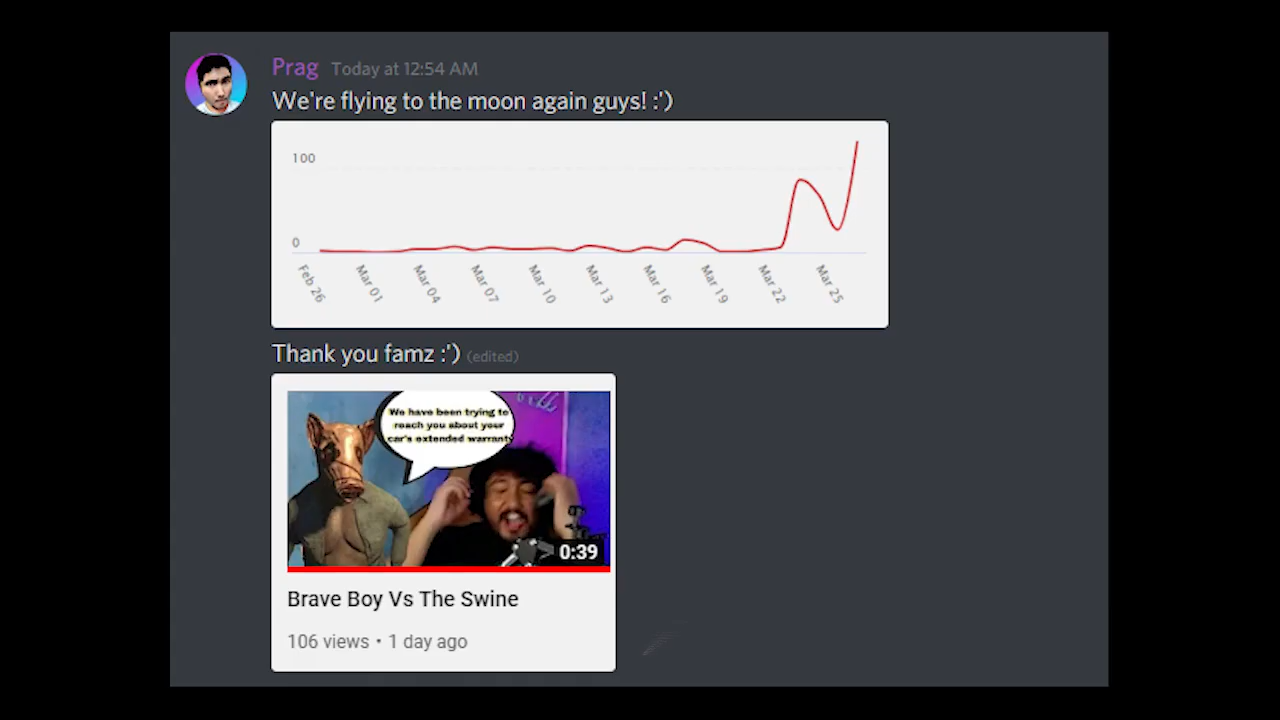 Prag Today at 12:54 AM
We're flying to the moon again guys! :')
100
0
Feb 26 Mar 01 Mar 04 Mar 07 Mar 10 Mar 13 Mar 16 Mar 19 Mar 22 Mar 25
Thank you famz :') (edited)
We have been trying to
reach you about your
car's extended warranty
0:39
Brave Boy Vs The Swine
106 views • 1 day ago